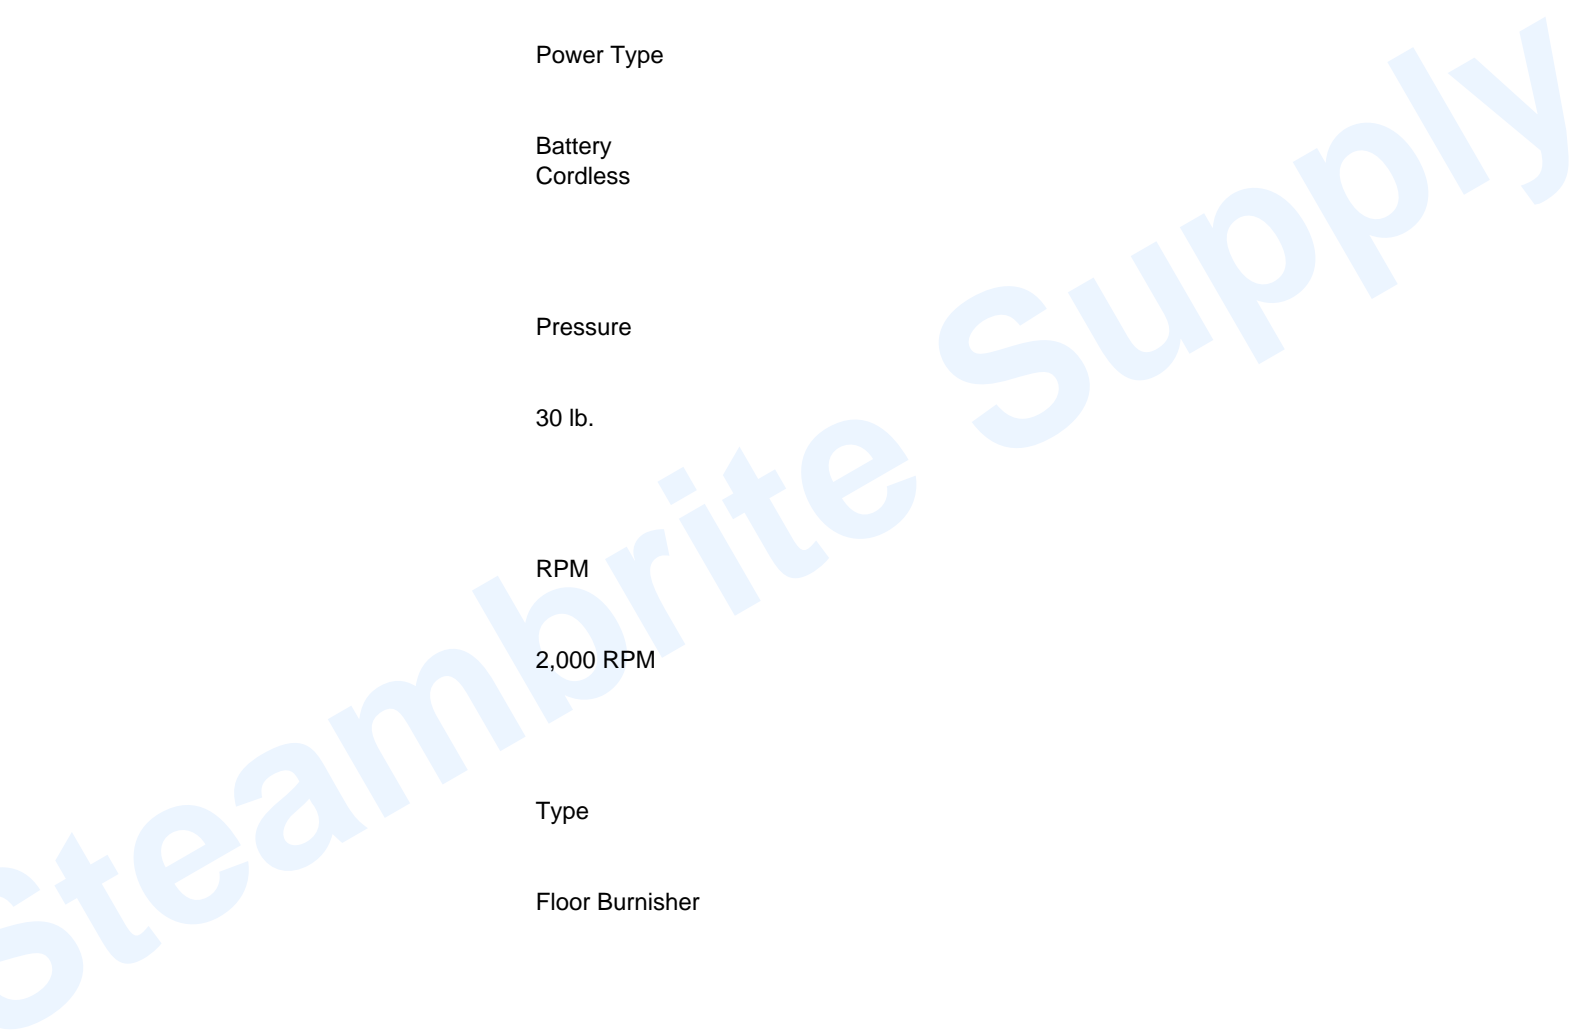 Power Type
Battery
Cordless
Pressure
30 lb.
RPM
2,000 RPM
Type
Floor Burnisher
Steambrite Supply